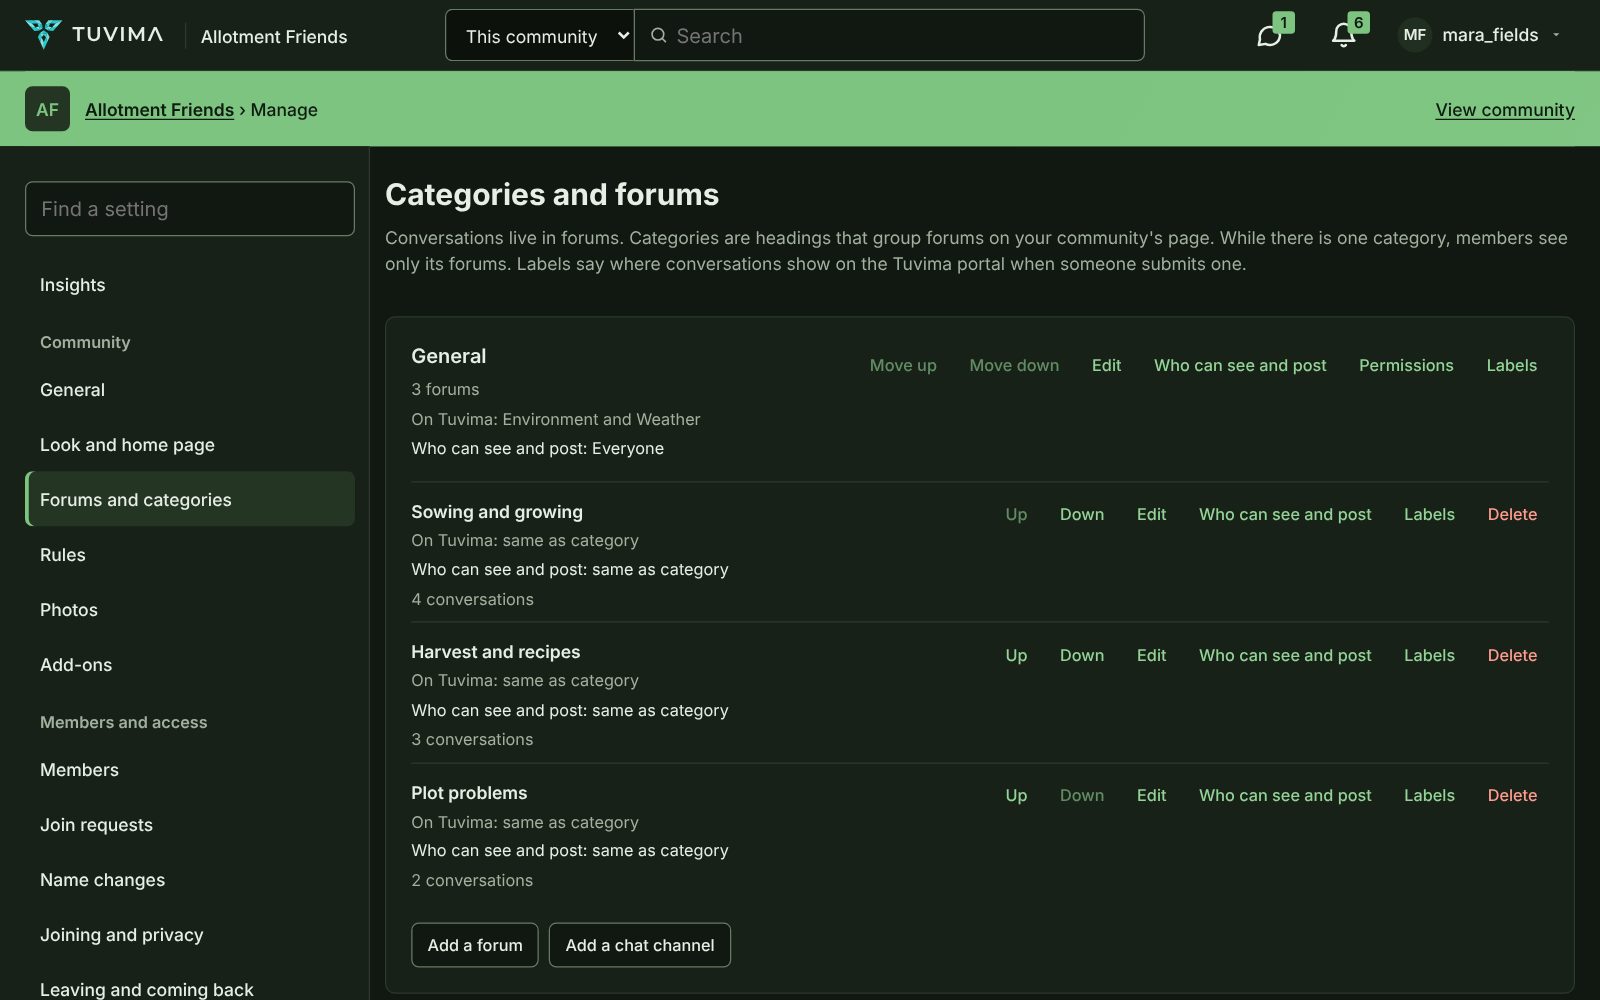 TUVIMA
Allotment Friends
This community
Search
1
6
MF
mara_fields
AF
Allotment Friends › Manage
View community
Find a setting
Insights
Community
General
Look and home page
Forums and categories
Rules
Photos
Add-ons
Members and access
Members
Join requests
Name changes
Joining and privacy
Leaving and coming back
Categories and forums
Conversations live in forums. Categories are headings that group forums on your community's page. While there is one category, members see
only its forums. Labels say where conversations show on the Tuvima portal when someone submits one.
General
Move up Move down Edit Who can see and post Permissions Labels
3 forums
On Tuvima: Environment and Weather
Who can see and post: Everyone
Sowing and growing
Up Down Edit Who can see and post Labels Delete
On Tuvima: same as category
Who can see and post: same as category
4 conversations
Harvest and recipes
Up Down Edit Who can see and post Labels Delete
On Tuvima: same as category
Who can see and post: same as category
3 conversations
Plot problems
Up Down Edit Who can see and post Labels Delete
On Tuvima: same as category
Who can see and post: same as category
2 conversations
Add a forum
Add a chat channel